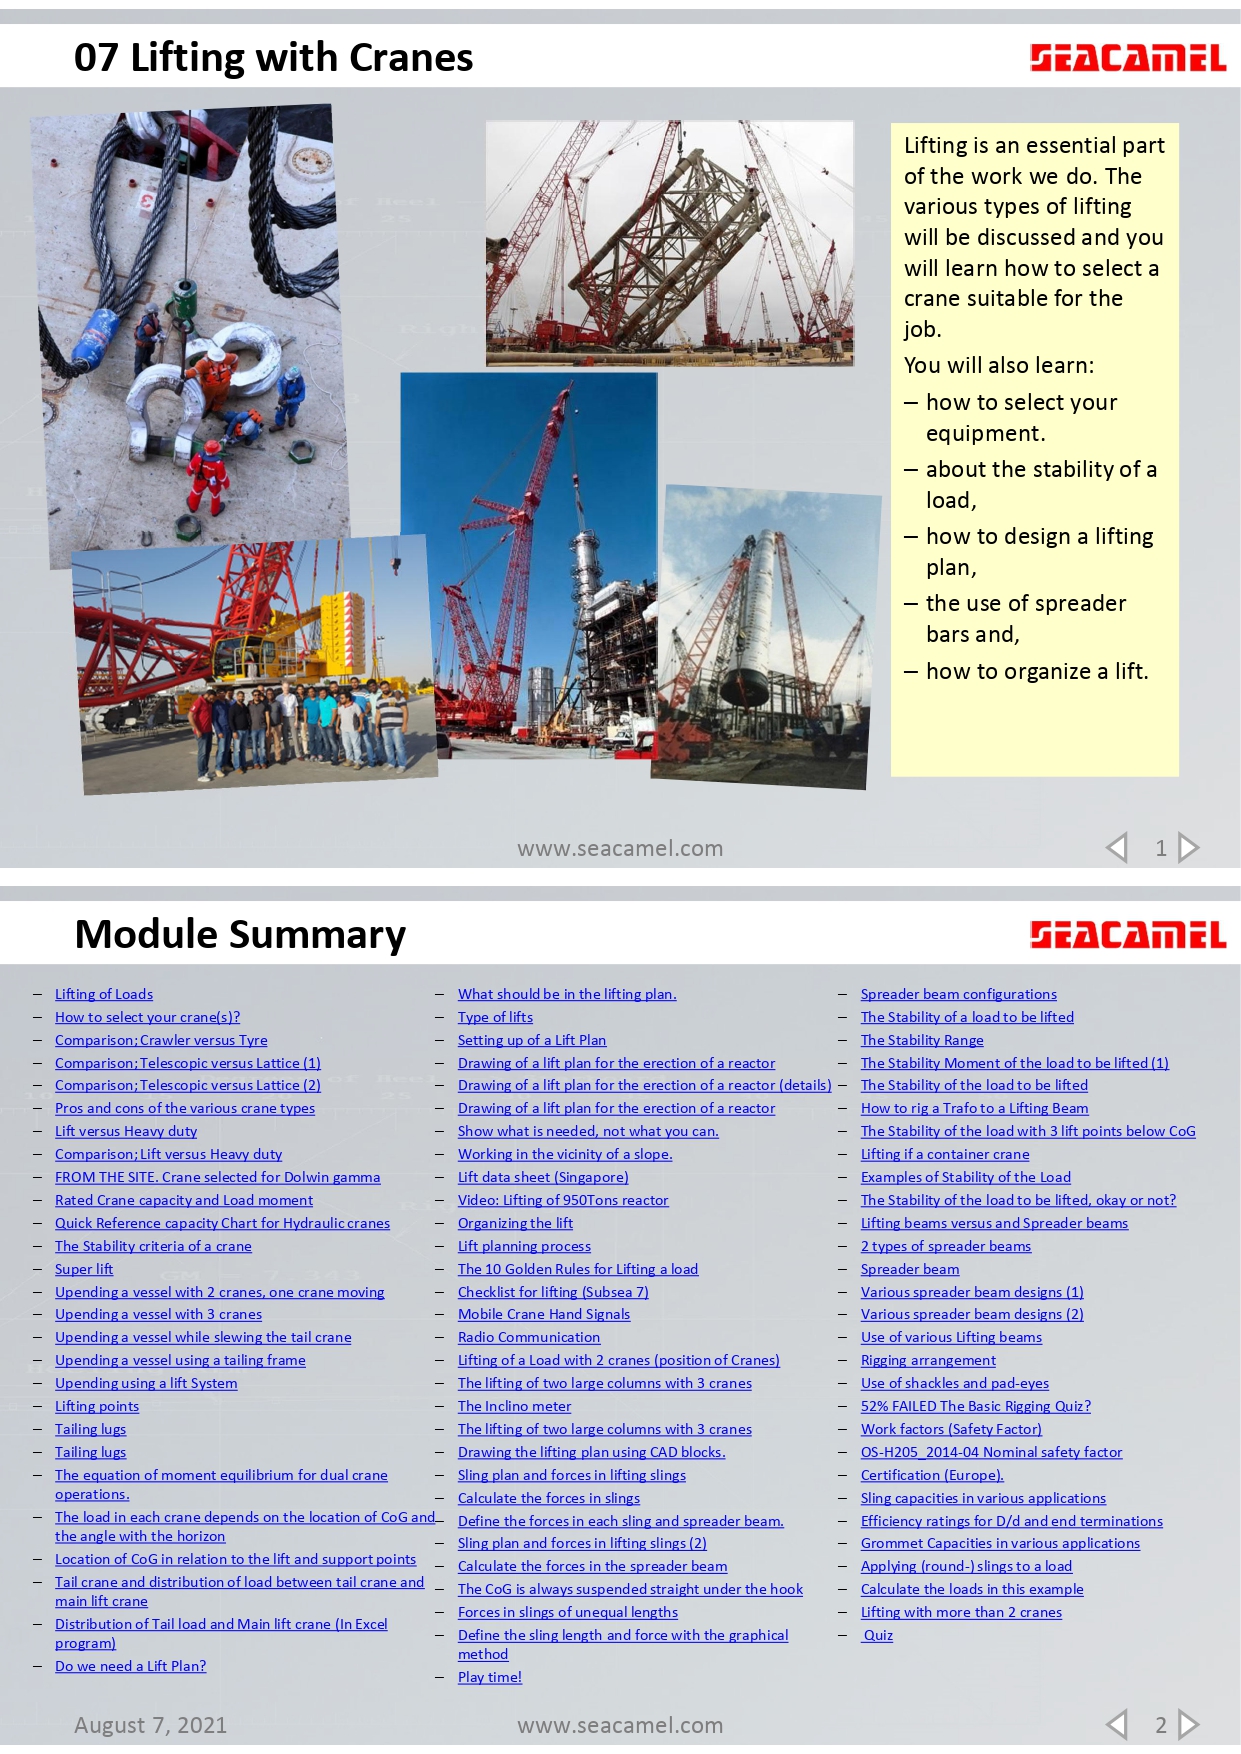 07 Lifting with Cranes
SEACAMEL
Lifting is an essential part
of the work we do. The
various types of lifting
will be discussed and you
will learn how to select a
crane suitable for the
job.
You will also learn:
– how to select your
equipment.
– about the stability of a
load,
– how to design a lifting
plan,
– the use of spreader
bars and,
– how to organize a lift.
www.seacamel.com
1
Module Summary
SEACAMEL
– Lifting of Loads
– How to select your crane(s)?
– Comparison; Crawler versus Tyre
– Comparison; Telescopic versus Lattice (1)
– Comparison; Telescopic versus Lattice (2)
– Pros and cons of the various crane types
– Lift versus Heavy duty
– Comparison; Lift versus Heavy duty
– FROM THE SITE. Crane selected for Dolwin gamma
– Rated Crane capacity and Load moment
– Quick Reference capacity Chart for Hydraulic cranes
– The Stability criteria of a crane
– Super lift
– Upending a vessel with 2 cranes, one crane moving
– Upending a vessel with 3 cranes
– Upending a vessel while slewing the tail crane
– Upending a vessel using a tailing frame
– Upending using a lift System
– Lifting points
– Tailing lugs
– Tailing lugs
– The equation of moment equilibrium for dual crane
operations.
– The load in each crane depends on the location of CoG and
the angle with the horizon
– Location of CoG in relation to the lift and support points
– Tail crane and distribution of load between tail crane and
main lift crane
– Distribution of Tail load and Main lift crane (In Excel
program)
– Do we need a Lift Plan?
– What should be in the lifting plan.
– Type of lifts
– Setting up of a Lift Plan
– Drawing of a lift plan for the erection of a reactor
– Drawing of a lift plan for the erection of a reactor (details)
– Drawing of a lift plan for the erection of a reactor
– Show what is needed, not what you can.
– Working in the vicinity of a slope.
– Lift data sheet (Singapore)
– Video: Lifting of 950Tons reactor
– Organizing the lift
– Lift planning process
– The 10 Golden Rules for Lifting a load
– Checklist for lifting (Subsea 7)
– Mobile Crane Hand Signals
– Radio Communication
– Lifting of a Load with 2 cranes (position of Cranes)
– The lifting of two large columns with 3 cranes
– The Inclino meter
– The lifting of two large columns with 3 cranes
– Drawing the lifting plan using CAD blocks.
– Sling plan and forces in lifting slings
– Calculate the forces in slings
– Define the forces in each sling and spreader beam.
– Sling plan and forces in lifting slings (2)
– Calculate the forces in the spreader beam
– The CoG is always suspended straight under the hook
– Forces in slings of unequal lengths
– Define the sling length and force with the graphical
method
– Play time!
– Spreader beam configurations
– The Stability of a load to be lifted
– The Stability Range
– The Stability Moment of the load to be lifted (1)
– The Stability of the load to be lifted
– How to rig a Trafo to a Lifting Beam
– The Stability of the load with 3 lift points below CoG
– Lifting if a container crane
– Examples of Stability of the Load
– The Stability of the load to be lifted, okay or not?
– Lifting beams versus and Spreader beams
– 2 types of spreader beams
– Spreader beam
– Various spreader beam designs (1)
– Various spreader beam designs (2)
– Use of various Lifting beams
– Rigging arrangement
– Use of shackles and pad-eyes
– 52% FAILED The Basic Rigging Quiz?
– Work factors (Safety Factor)
– OS-H205_2014-04 Nominal safety factor
– Certification (Europe).
– Sling capacities in various applications
– Efficiency ratings for D/d and end terminations
– Grommet Capacities in various applications
– Applying (round-) slings to a load
– Calculate the loads in this example
– Lifting with more than 2 cranes
– Quiz
August 7, 2021
www.seacamel.com
2